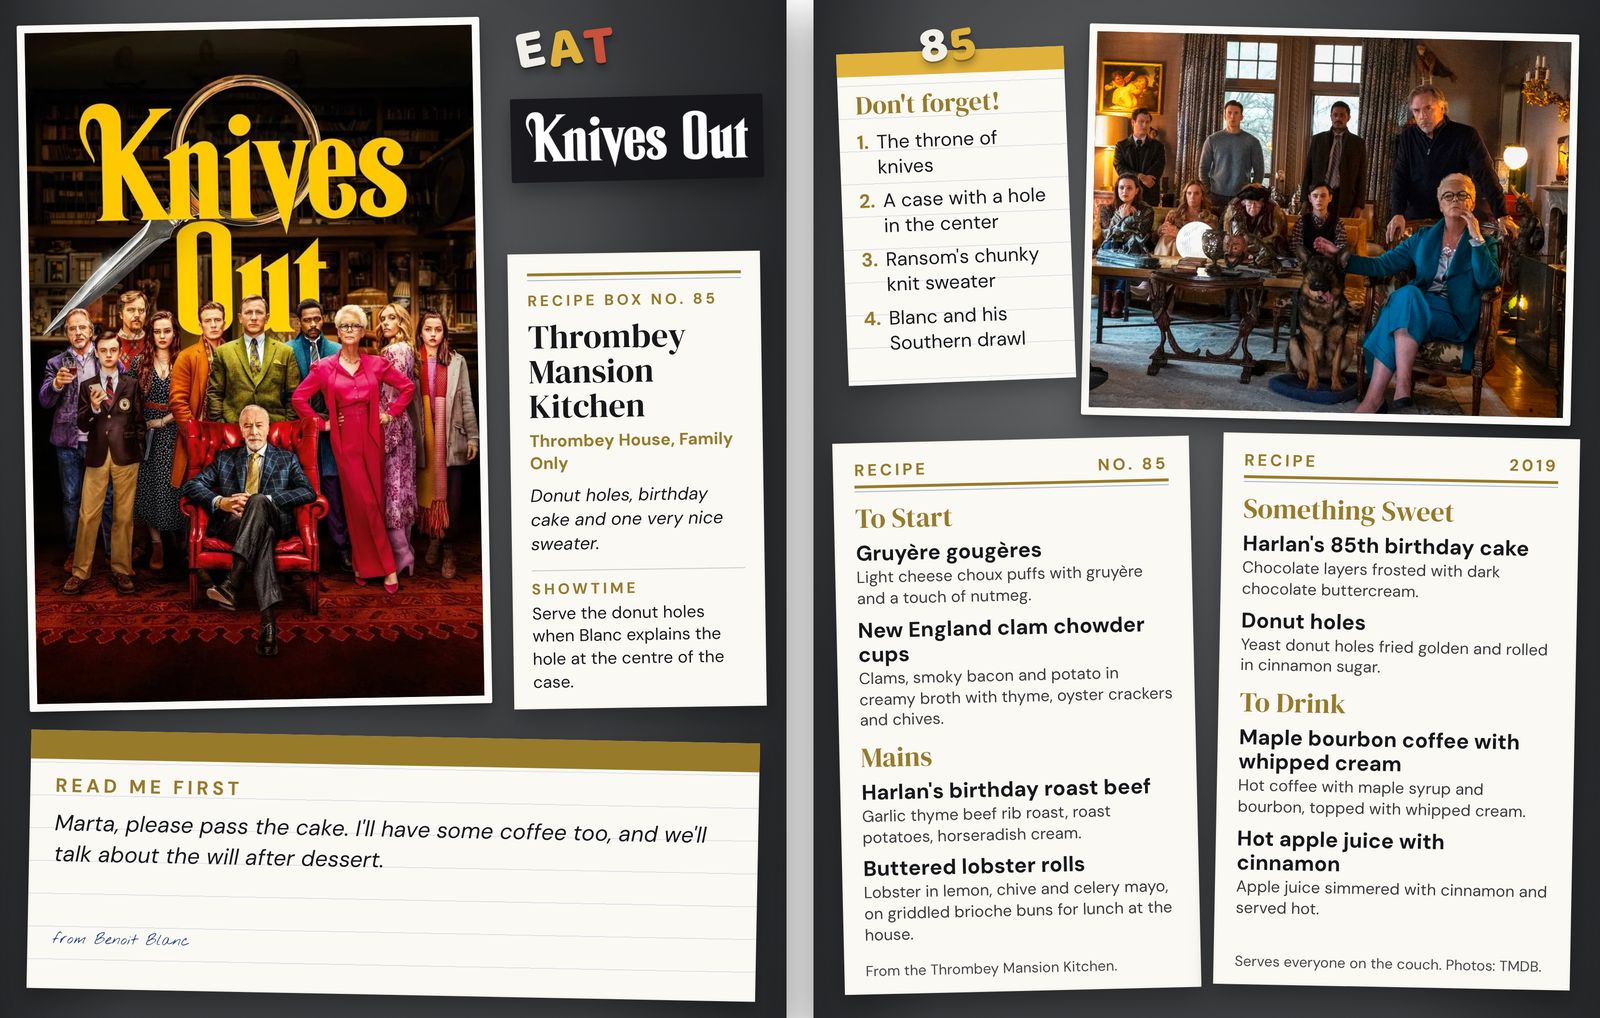 Knives
Out
EAT
Knives Out
RECIPE BOX NO. 85
Thrombey
Mansion
Kitchen
Thrombey House, Family
Only
Donut holes, birthday
cake and one very nice
sweater.
SHOWTIME
Serve the donut holes
when Blanc explains the
hole at the centre of the
case.
READ ME FIRST
Marta, please pass the cake. I'll have some coffee too, and we'll
talk about the will after dessert.
from Benoit Blanc
85
Don't forget!
1. The throne of
knives
2. A case with a hole
in the center
3. Ransom's chunky
knit sweater
4. Blanc and his
Southern drawl
RECIPE NO. 85
To Start
Gruyère gougères
Light cheese choux puffs with gruyère
and a touch of nutmeg.
New England clam chowder
cups
Clams, smoky bacon and potato in
creamy broth with thyme, oyster crackers
and chives.
Mains
Harlan's birthday roast beef
Garlic thyme beef rib roast, roast
potatoes, horseradish cream.
Buttered lobster rolls
Lobster in lemon, chive and celery mayo,
on griddled brioche buns for lunch at the
house.
From the Thrombey Mansion Kitchen.
RECIPE 2019
Something Sweet
Harlan's 85th birthday cake
Chocolate layers frosted with dark
chocolate buttercream.
Donut holes
Yeast donut holes fried golden and rolled
in cinnamon sugar.
To Drink
Maple bourbon coffee with
whipped cream
Hot coffee with maple syrup and
bourbon, topped with whipped cream.
Hot apple juice with
cinnamon
Apple juice simmered with cinnamon and
served hot.
Serves everyone on the couch. Photos: TMDB.